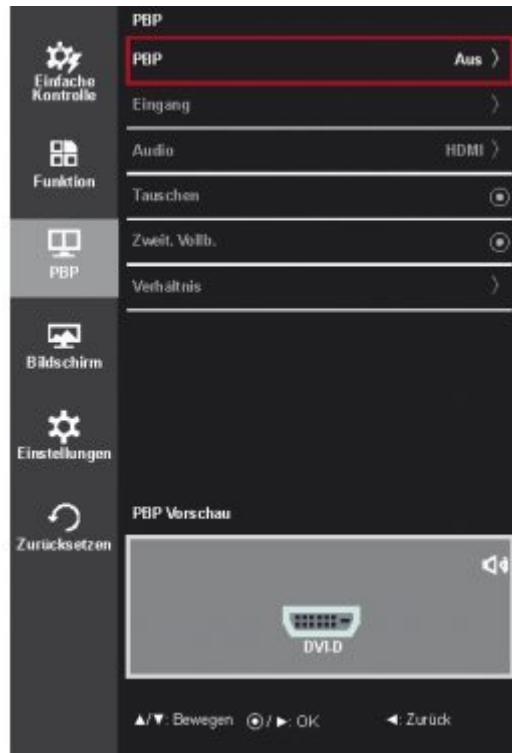 Einfache
Kontrolle
Funktion
PBP
Bildschirm
Einstellungen
Zurücksetzen
PBP
PBP Aus 〉
Eingang 〉
Audio HDMI 〉
Tauschen ⦿
Zweit. Vollb. ⦿
Verhältnis 〉
PBP Vorschau
DVI-D
▲/▼: Bewegen ⦿/►: OK ◄: Zurück